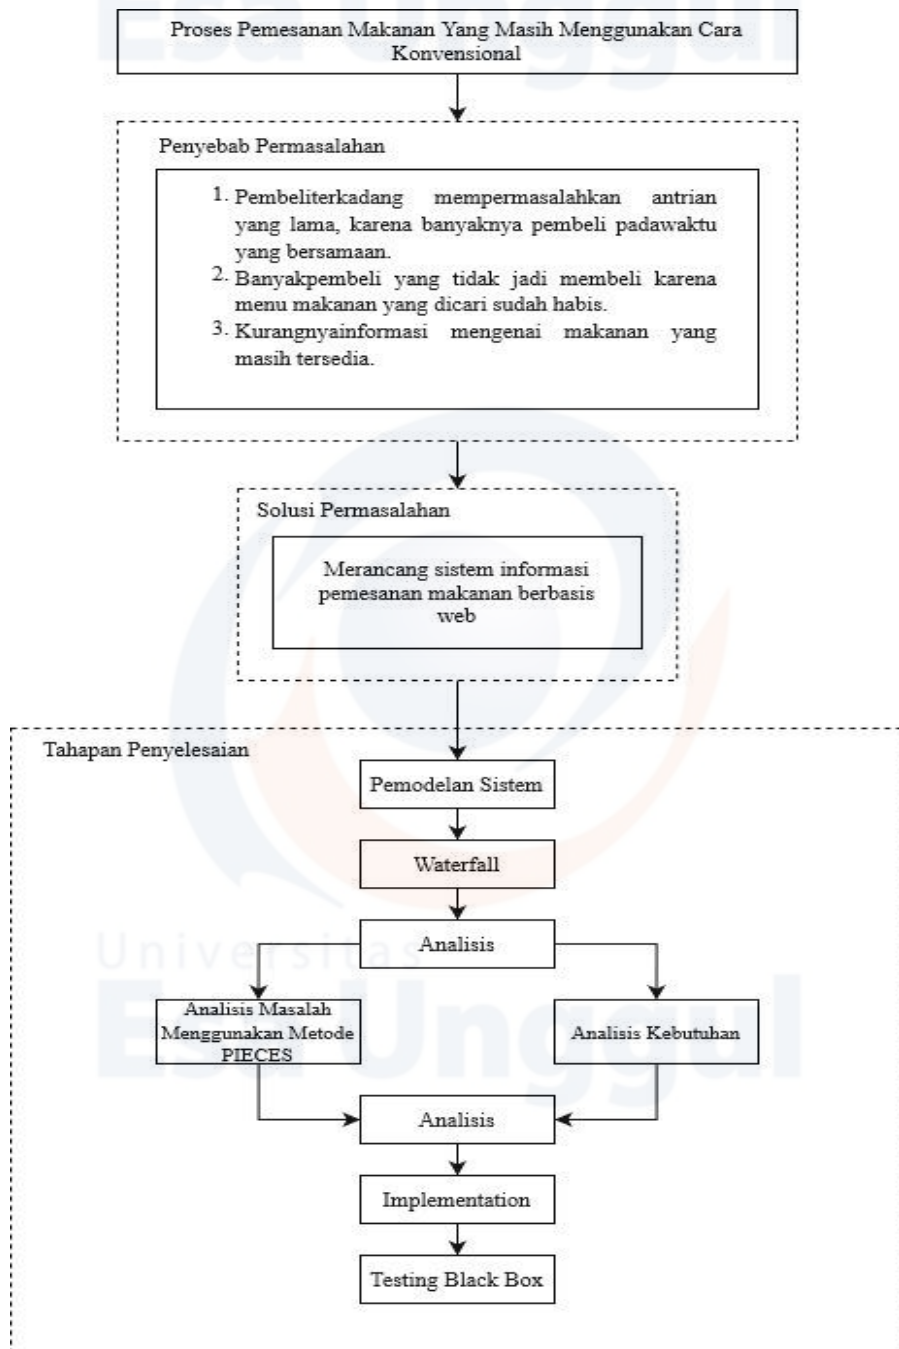 Esa Unggul
Proses Pemesanan Makanan Yang Masih Menggunakan Cara
Konvensional
Penyebab Permasalahan
1. Pembeliterkadang mempermasalahkan antrian
yang lama, karena banyaknya pembeli padawaktu
yang bersamaan.
2. Banyakpembeli yang tidak jadi membeli karena
menu makanan yang dicari sudah habis.
3. Kurangnyainformasi mengenai makanan yang
masih tersedia.
Solusi Permasalahan
Merancang sistem informasi
pemesanan makanan berbasis
web
Tahapan Penyelesaian
Pemodelan Sistem
Waterfall
Analisis
Universitas
Esa Unggul
Analisis Masalah
Menggunakan Metode
PIECES
Analisis Kebutuhan
Analisis
Implementation
Testing Black Box